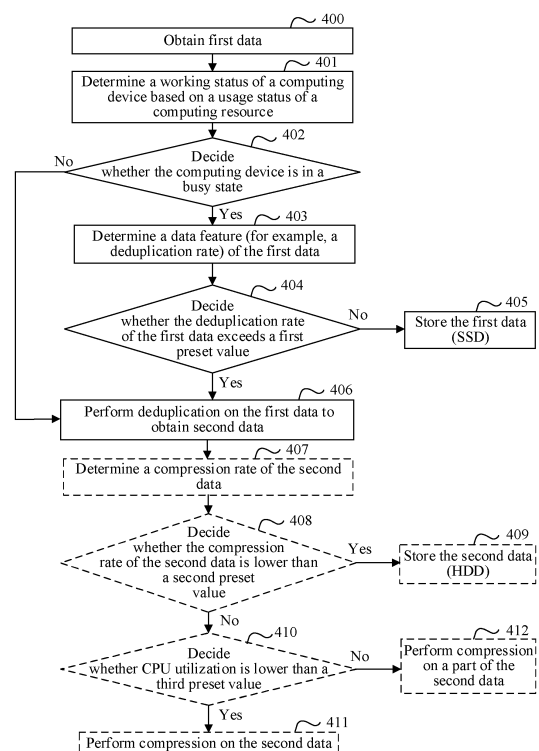 400
Obtain first data
401
Determine a working status of a computing
device based on a usage status of a
computing resource
402
Decide
whether the computing device is in a
busy state
No
Yes
403
Determine a data feature (for example, a
deduplication rate) of the first data
404
Decide
whether the deduplication rate
of the first data exceeds a first
preset value
No
405
Store the first data
(SSD)
Yes
406
Perform deduplication on the first data to
obtain second data
407
Determine a compression rate of the second
data
408
Decide
whether the compression
rate of the second data is lower than
a second preset
value
Yes
409
Store the second data
(HDD)
No
410
Decide
whether CPU utilization is lower than a
third preset value
No
412
Perform compression
on a part of the
second data
Yes
411
Perform compression on the second data